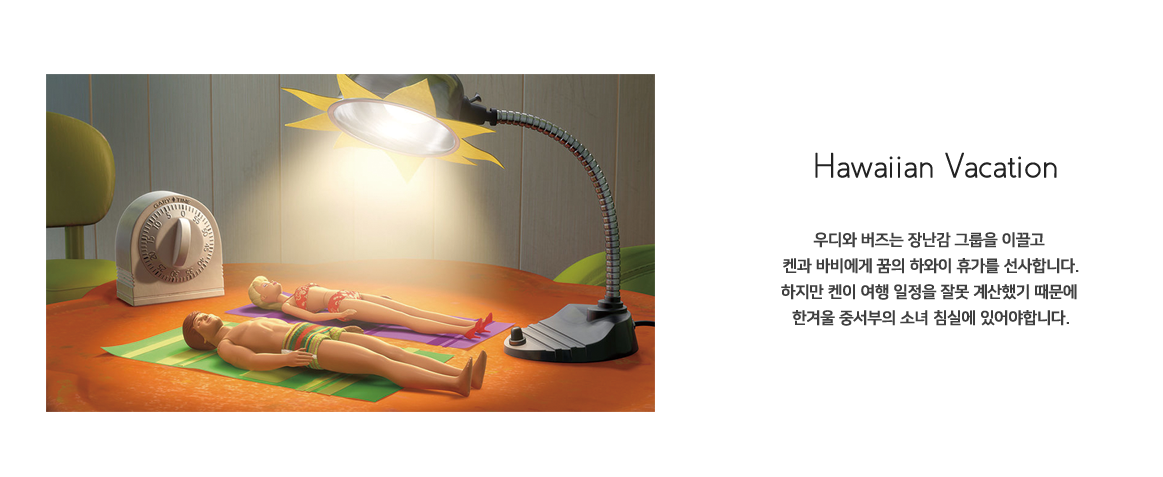 GARY TIME
Hawaiian Vacation
우디와 버즈는 장난감 그룹을 이끌고
켄과 바비에게 꿈의 하와이 휴가를 선사합니다.
하지만 켄이 여행 일정을 잘못 계산했기 때문에
한겨울 중서부의 소녀 침실에 있어야합니다.